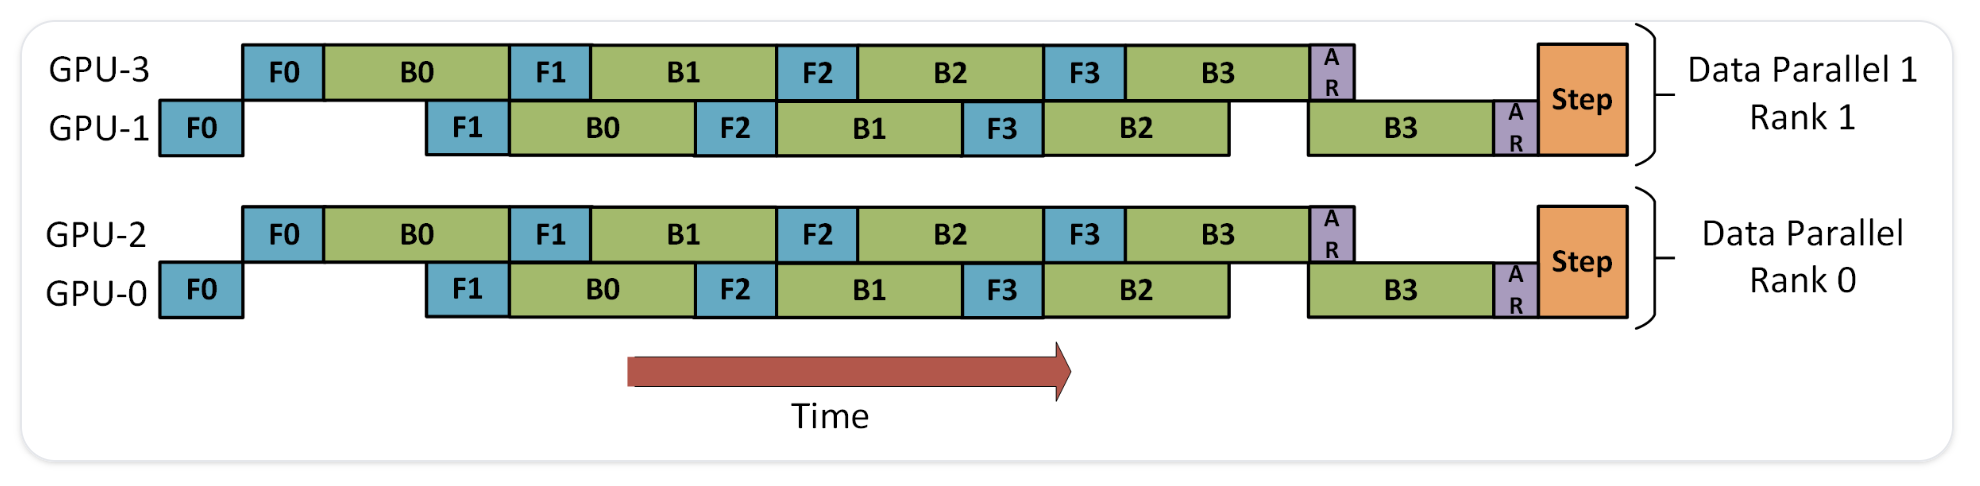 GPU-3 F0 B0 F1 B1 F2 B2 F3 B3 A R
GPU-1 F0 F1 B0 F2 B1 F3 B2 B3 A R
Step
Data Parallel 1
Rank 1
GPU-2 F0 B0 F1 B1 F2 B2 F3 B3 A R
GPU-0 F0 F1 B0 F2 B1 F3 B2 B3 A R
Step
Data Parallel
Rank 0
Time